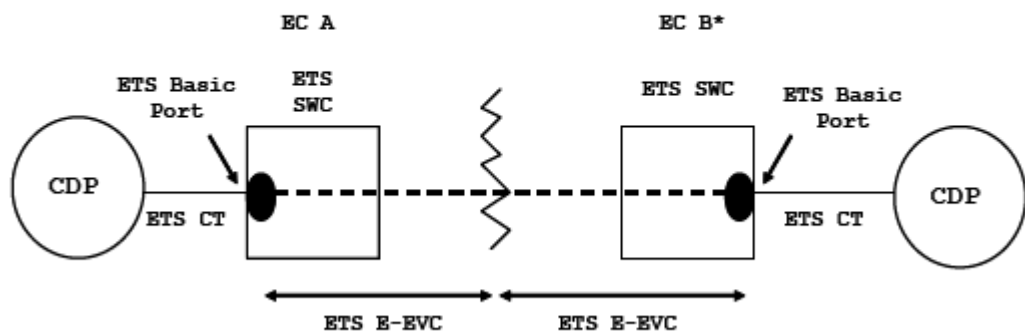 EC A
EC B*
ETS Basic
Port
ETS
SWC
ETS SWC
ETS Basic
Port
CDP
ETS CT
ETS CT
CDP
ETS E-EVC
ETS E-EVC